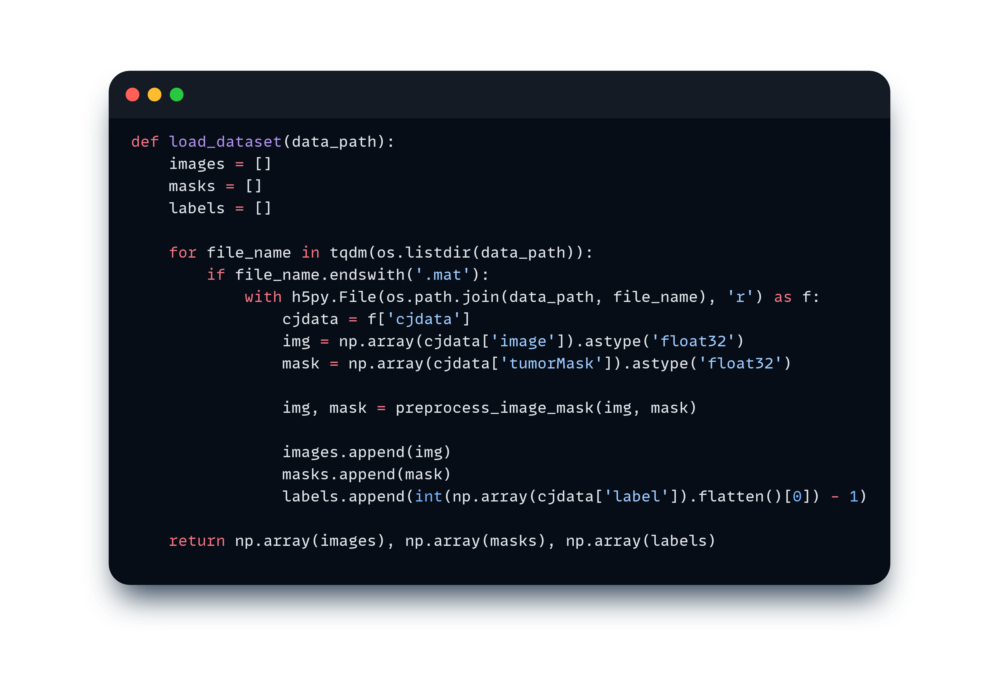 def load_dataset(data_path):
    images = []
    masks = []
    labels = []

    for file_name in tqdm(os.listdir(data_path)):
        if file_name.endswith('.mat'):
            with h5py.File(os.path.join(data_path, file_name), 'r') as f:
                cjdata = f['cjdata']
                img = np.array(cjdata['image']).astype('float32')
                mask = np.array(cjdata['tumorMask']).astype('float32')

                img, mask = preprocess_image_mask(img, mask)

                images.append(img)
                masks.append(mask)
                labels.append(int(np.array(cjdata['label']).flatten()[0]) - 1)

    return np.array(images), np.array(masks), np.array(labels)